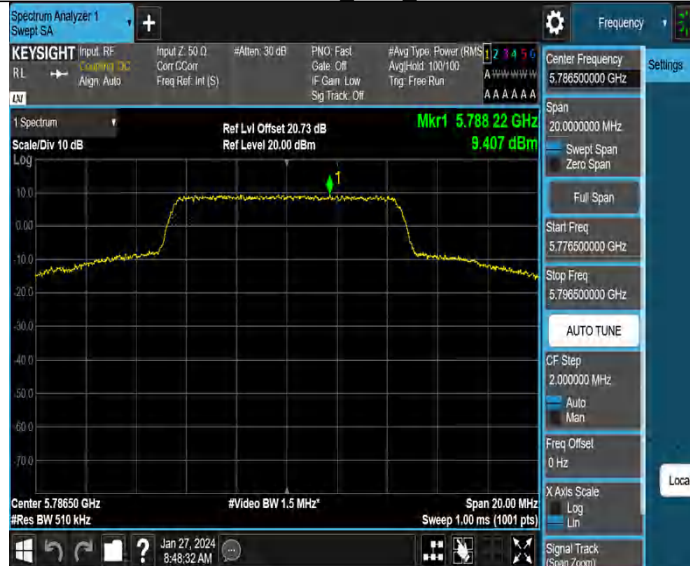 Spectrum Analyzer 1
Swept SA
+
Frequency
KEYSIGHT
RL
Input: RF
Coupling: DC
Align: Auto
Input Z: 50 Ω
Corr CCorr
Freq Ref: Int (S)
#Atten: 30 dB
PNO: Fast
Gate: Off
IF Gain: Low
Sig Track: Off
#Avg Type: Power (RMS
Avg|Hold: 100/100
Trig: Free Run
1 2 3 4 5 6
A W W W W W
A A A A A A
LXI
1 Spectrum
Scale/Div 10 dB
Ref Lvl Offset 20.73 dB
Ref Level 20.00 dBm
Mkr1 5.788 22 GHz
9.407 dBm
Log
1
10.0
0.00
-10.0
-20.0
-30.0
-40.0
-50.0
-60.0
-70.0
Center 5.78650 GHz
#Res BW 510 kHz
#Video BW 1.5 MHz*
Span 20.00 MHz
Sweep 1.00 ms (1001 pts)
?
Jan 27, 2024
8:48:32 AM
Center Frequency
5.786500000 GHz
Span
20.0000000 MHz
Swept Span
Zero Span
Full Span
Start Freq
5.776500000 GHz
Stop Freq
5.796500000 GHz
AUTO TUNE
CF Step
2.000000 MHz
Auto
Man
Freq Offset
0 Hz
X Axis Scale
Log
Lin
Signal Track
(Span Zoom)
Settings
Loca